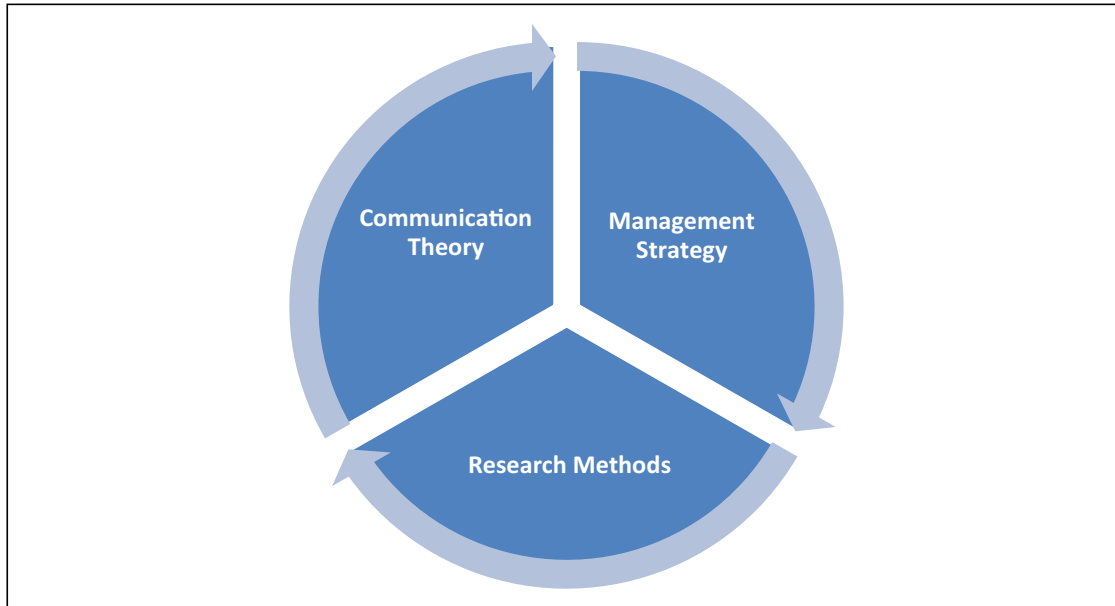 Communication
Theory
Management
Strategy
Research Methods